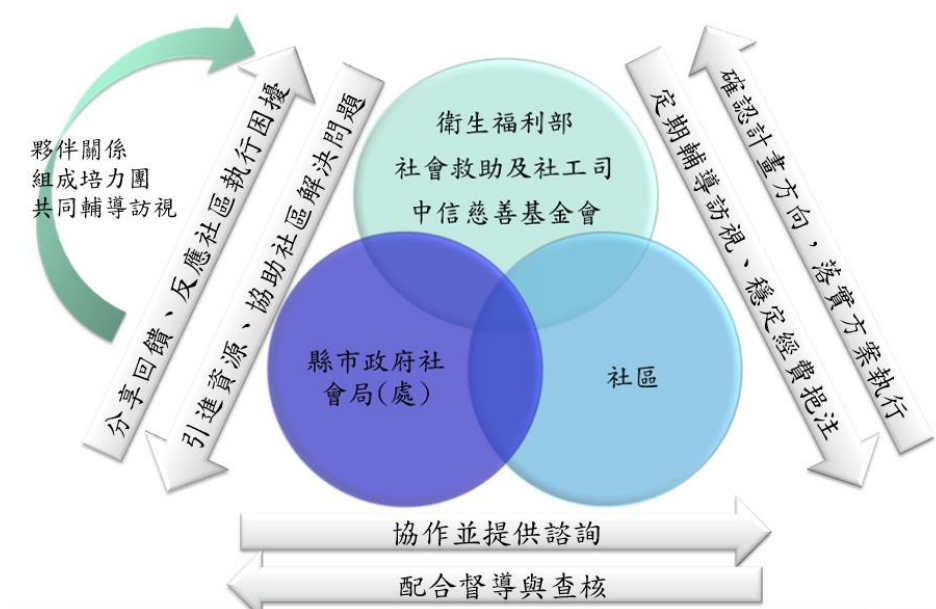 夥伴關係
組成培力團
共同輔導訪視
分享回饋、反應社區執行困擾
引進資源、協助社區解決問題
衛生福利部
社會救助及社工司
中信慈善基金會
定期輔導訪視、穩定經費挹注
確認計畫方向，落實方案執行
縣市政府社
會局(處)
社區
協作並提供諮詢
配合督導與查核